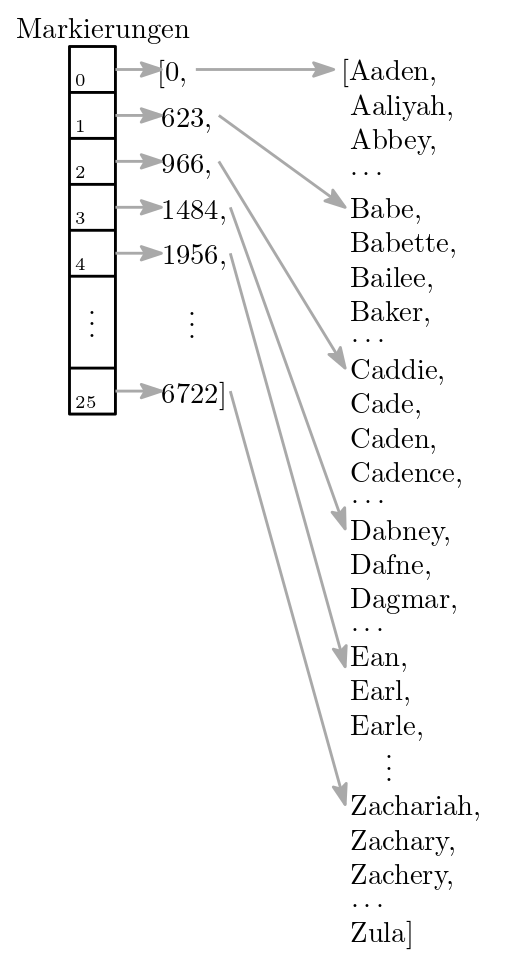 Markierungen
0 [0, [Aaden,
Aaliyah,
1 623,
Abbey,
2 966,
...
3 1484, Babe,
Babette,
4 1956,
Bailee,
Baker,
⋮ ⋮
...
Caddie,
25 6722]
Cade,
Caden,
Cadence,
...
Dabney,
Dafne,
Dagmar,
...
Ean,
Earl,
Earle,
⋮
Zachariah,
Zachary,
Zachery,
...
Zula]